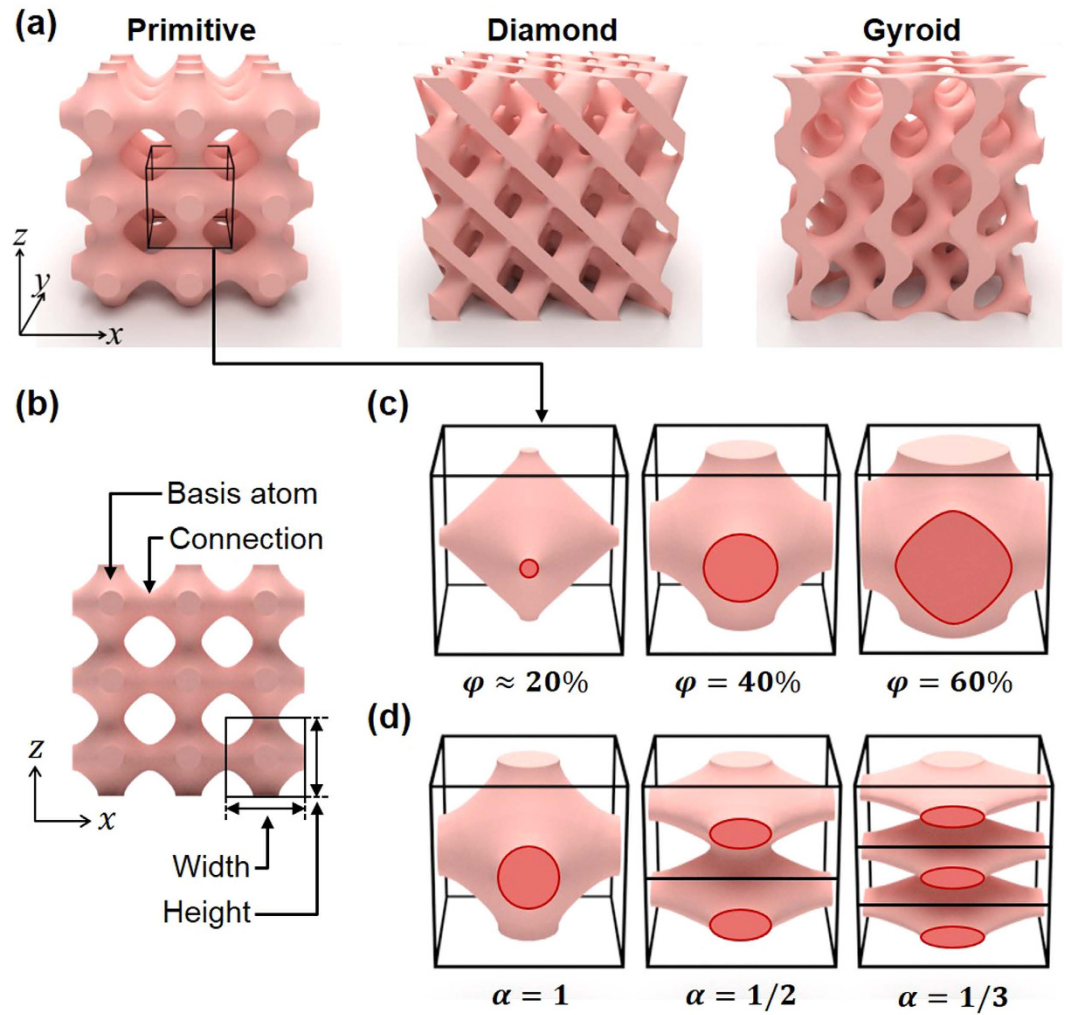 (a)
Primitive
Diamond
Gyroid
z
y
x
(b)
(c)
Basis atom
Connection
z
x
Width
Height
φ ≈ 20%
φ = 40%
φ = 60%
(d)
α = 1
α = 1/2
α = 1/3